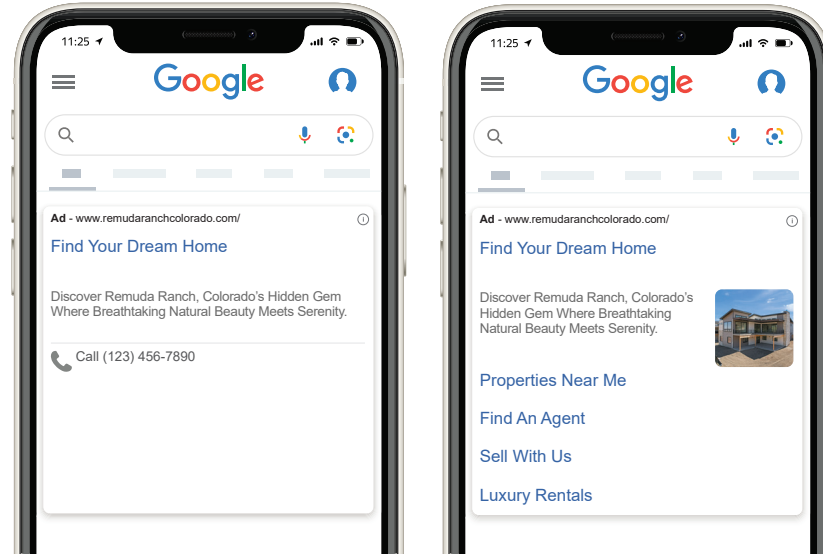 11:25
Google
Ad - www.remudaranchcolorado.com/
Find Your Dream Home
Discover Remuda Ranch, Colorado’s Hidden Gem
Where Breathtaking Natural Beauty Meets Serenity.
Call (123) 456-7890
11:25
Google
Ad - www.remudaranchcolorado.com/
Find Your Dream Home
Discover Remuda Ranch, Colorado’s
Hidden Gem Where Breathtaking
Natural Beauty Meets Serenity.
Properties Near Me
Find An Agent
Sell With Us
Luxury Rentals